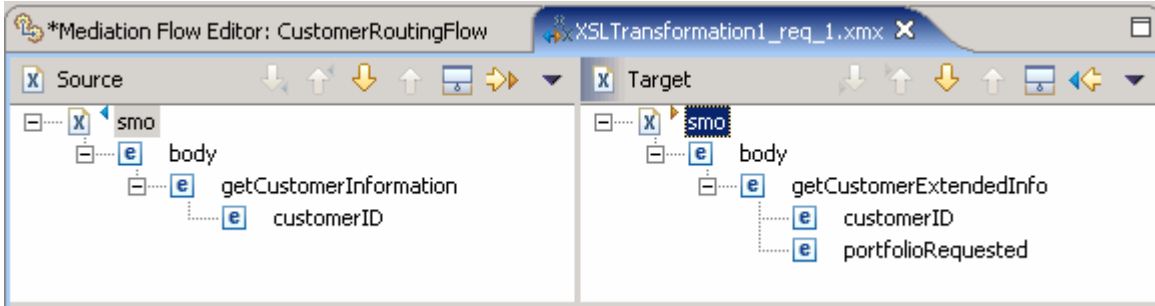 *Mediation Flow Editor: CustomerRoutingFlow
XSLTransformation1_req_1.xmx
Source
smo
body
getCustomerInformation
customerID
Target
smo
body
getCustomerExtendedInfo
customerID
portfolioRequested